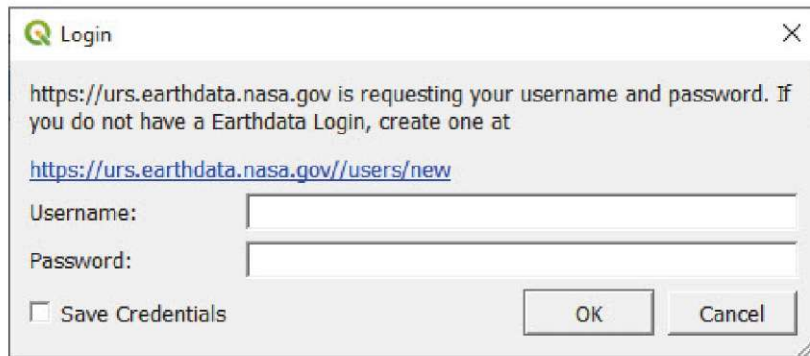 Login
https://urs.earthdata.nasa.gov is requesting your username and password. If
you do not have a Earthdata Login, create one at
https://urs.earthdata.nasa.gov//users/new
Username:
Password:
Save Credentials
OK
Cancel